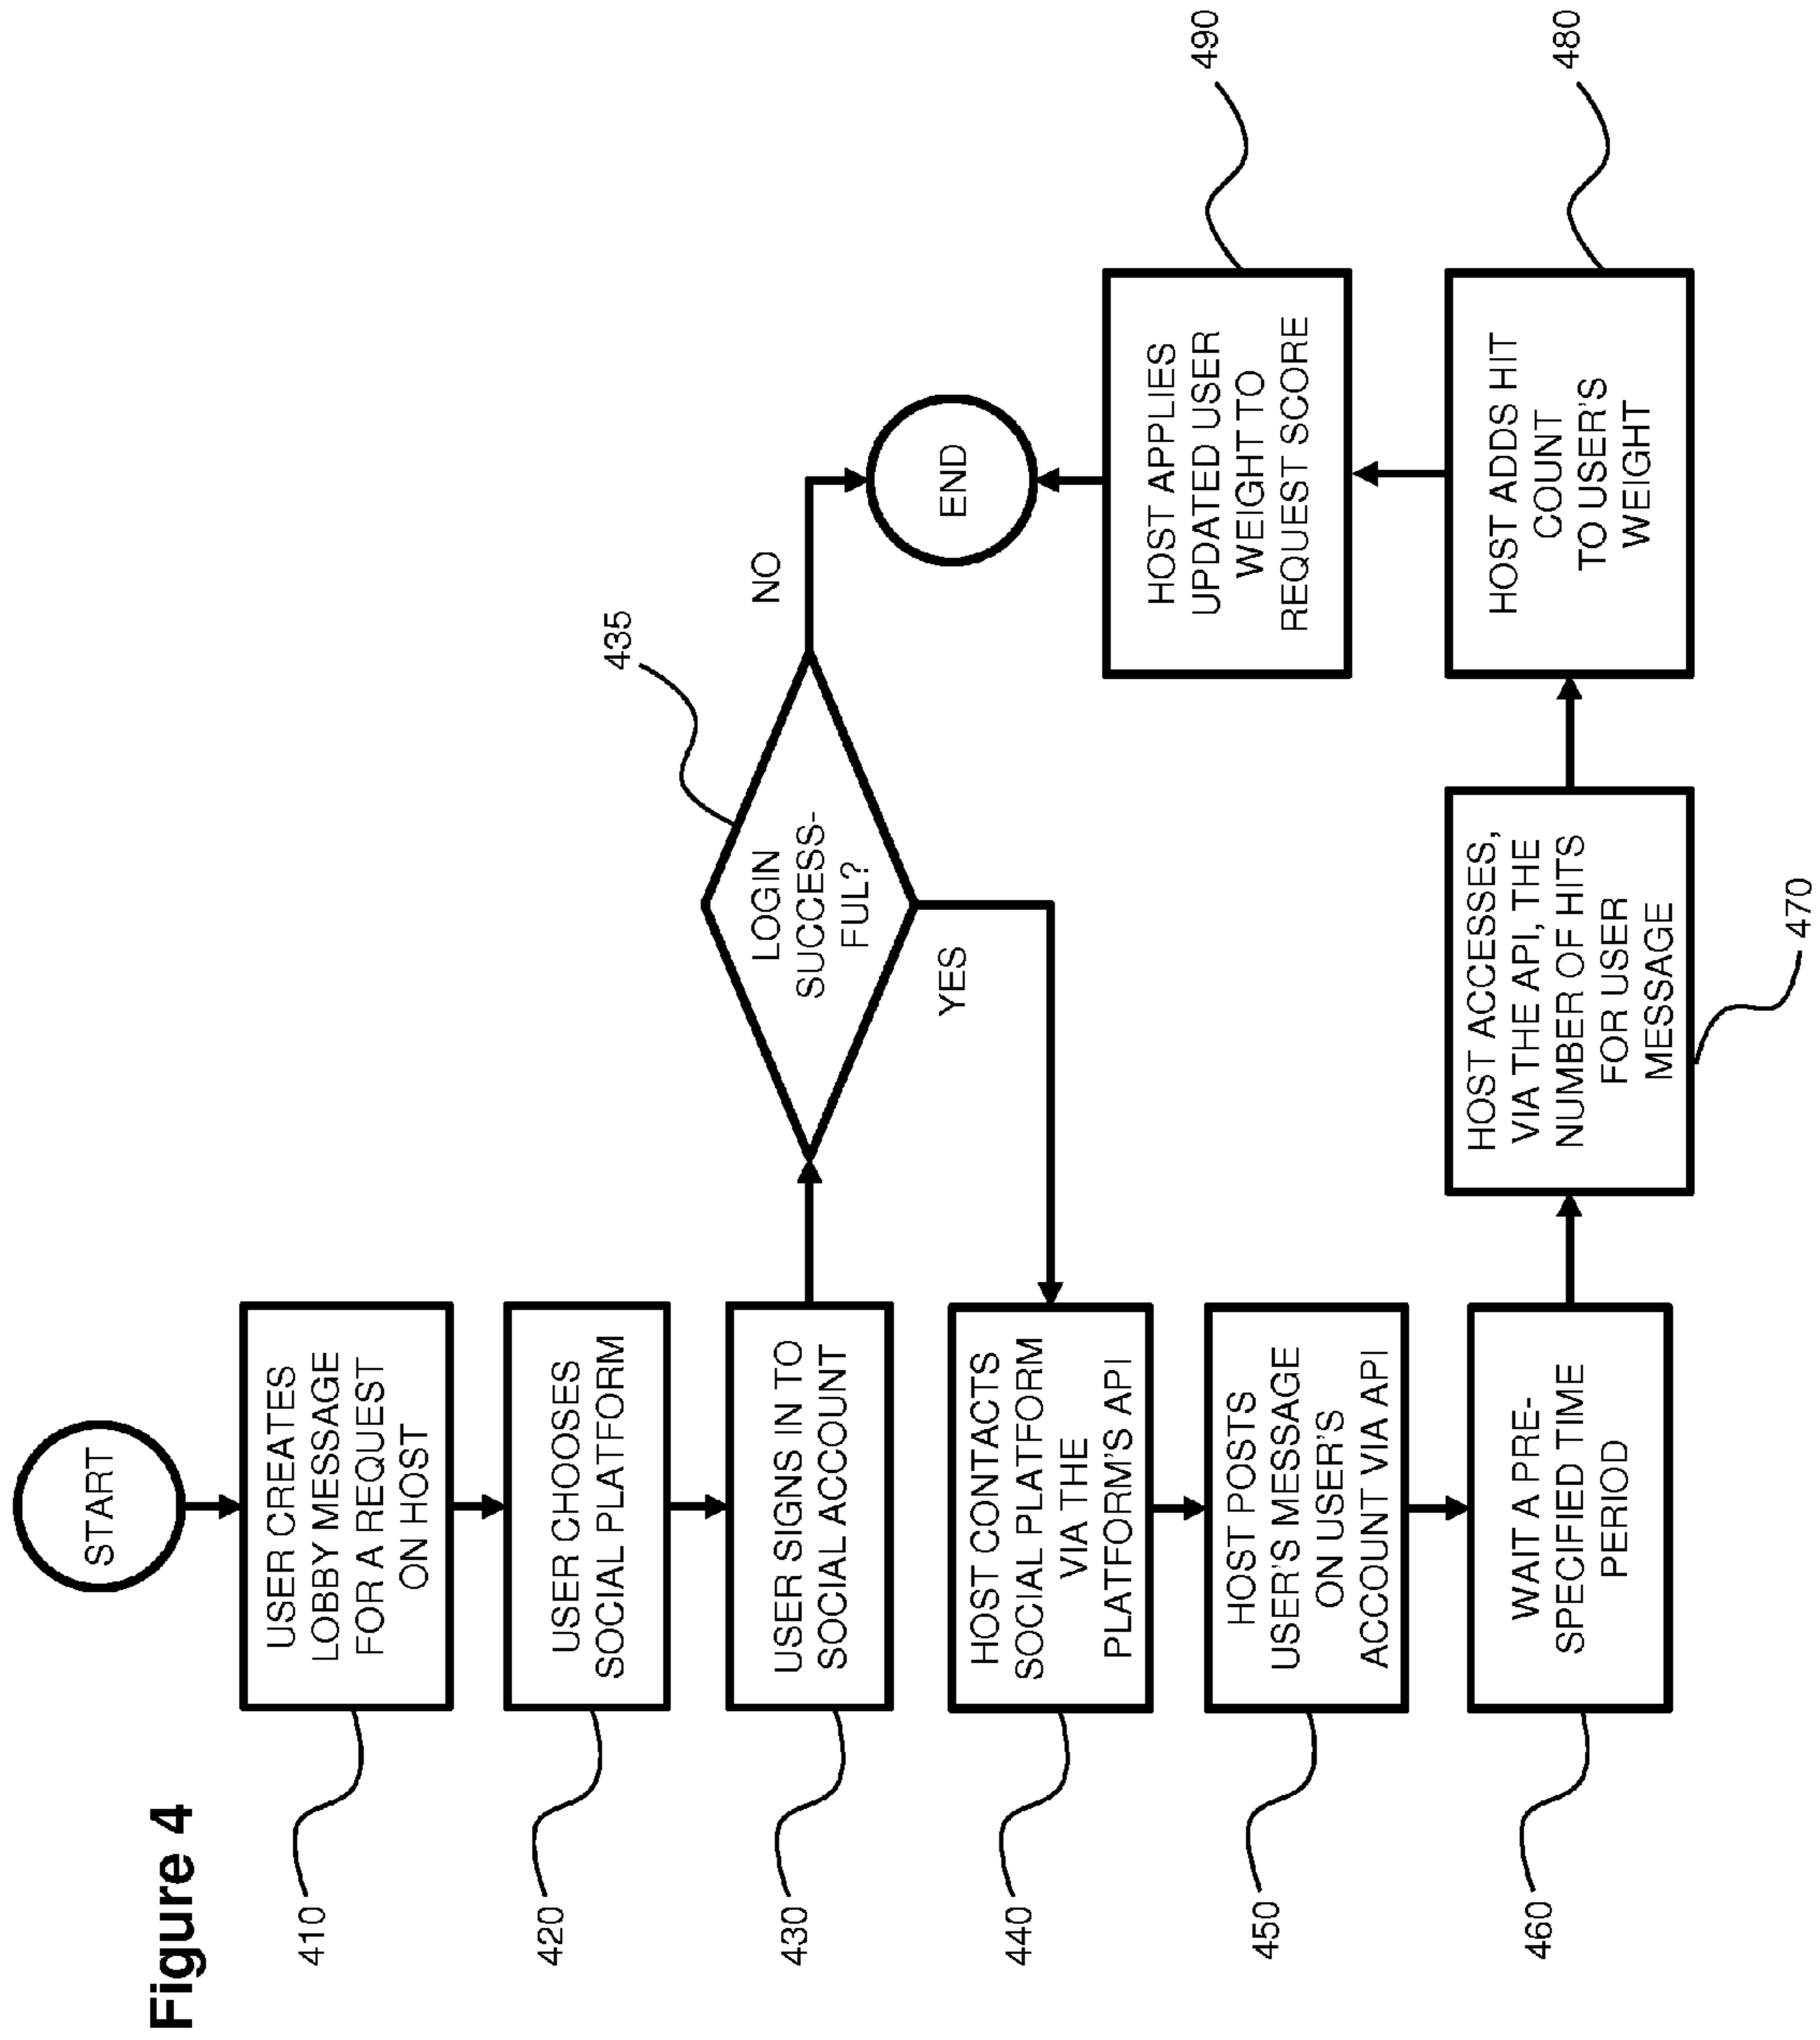 Figure 4
START
410
USER CREATES
LOBBY MESSAGE
FOR A REQUEST
ON HOST
420
USER CHOOSES
SOCIAL PLATFORM
430
USER SIGNS IN TO
SOCIAL ACCOUNT
435
LOGIN
SUCCESS-
FUL?
NO
YES
END
440
HOST CONTACTS
SOCIAL PLATFORM
VIA THE
PLATFORM'S API
450
HOST POSTS
USER'S MESSAGE
ON USER'S
ACCOUNT VIA API
460
WAIT A PRE-
SPECIFIED TIME
PERIOD
HOST ACCESSES,
VIA THE API, THE
NUMBER OF HITS
FOR USER
MESSAGE
470
HOST ADDS HIT
COUNT
TO USER'S
WEIGHT
480
HOST APPLIES
UPDATED USER
WEIGHT TO
REQUEST SCORE
490